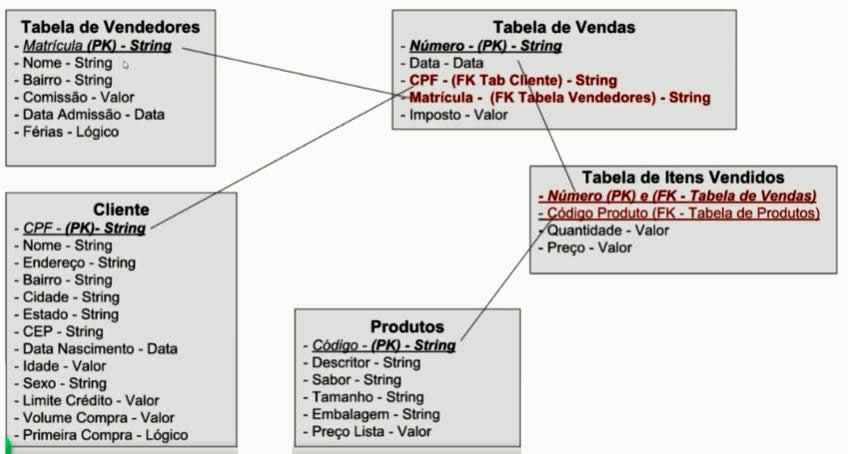 Tabela de Vendedores
- Matrícula (PK) - String
- Nome - String
- Bairro - String
- Comissão - Valor
- Data Admissão - Data
- Férias - Lógico
Tabela de Vendas
- Número - (PK) - String
- Data - Data
- CPF - (FK Tab Cliente) - String
- Matrícula - (FK Tabela Vendedores) - String
- Imposto - Valor
Tabela de Itens Vendidos
- Número (PK) e (FK - Tabela de Vendas)
- Código Produto (FK - Tabela de Produtos)
- Quantidade - Valor
- Preço - Valor
Cliente
- CPF - (PK)- String
- Nome - String
- Endereço - String
- Bairro - String
- Cidade - String
- Estado - String
- CEP - String
- Data Nascimento - Data
- Idade - Valor
- Sexo - String
- Limite Crédito - Valor
- Volume Compra - Valor
- Primeira Compra - Lógico
Produtos
- Código - (PK) - String
- Descritor - String
- Sabor - String
- Tamanho - String
- Embalagem - String
- Preço Lista - Valor